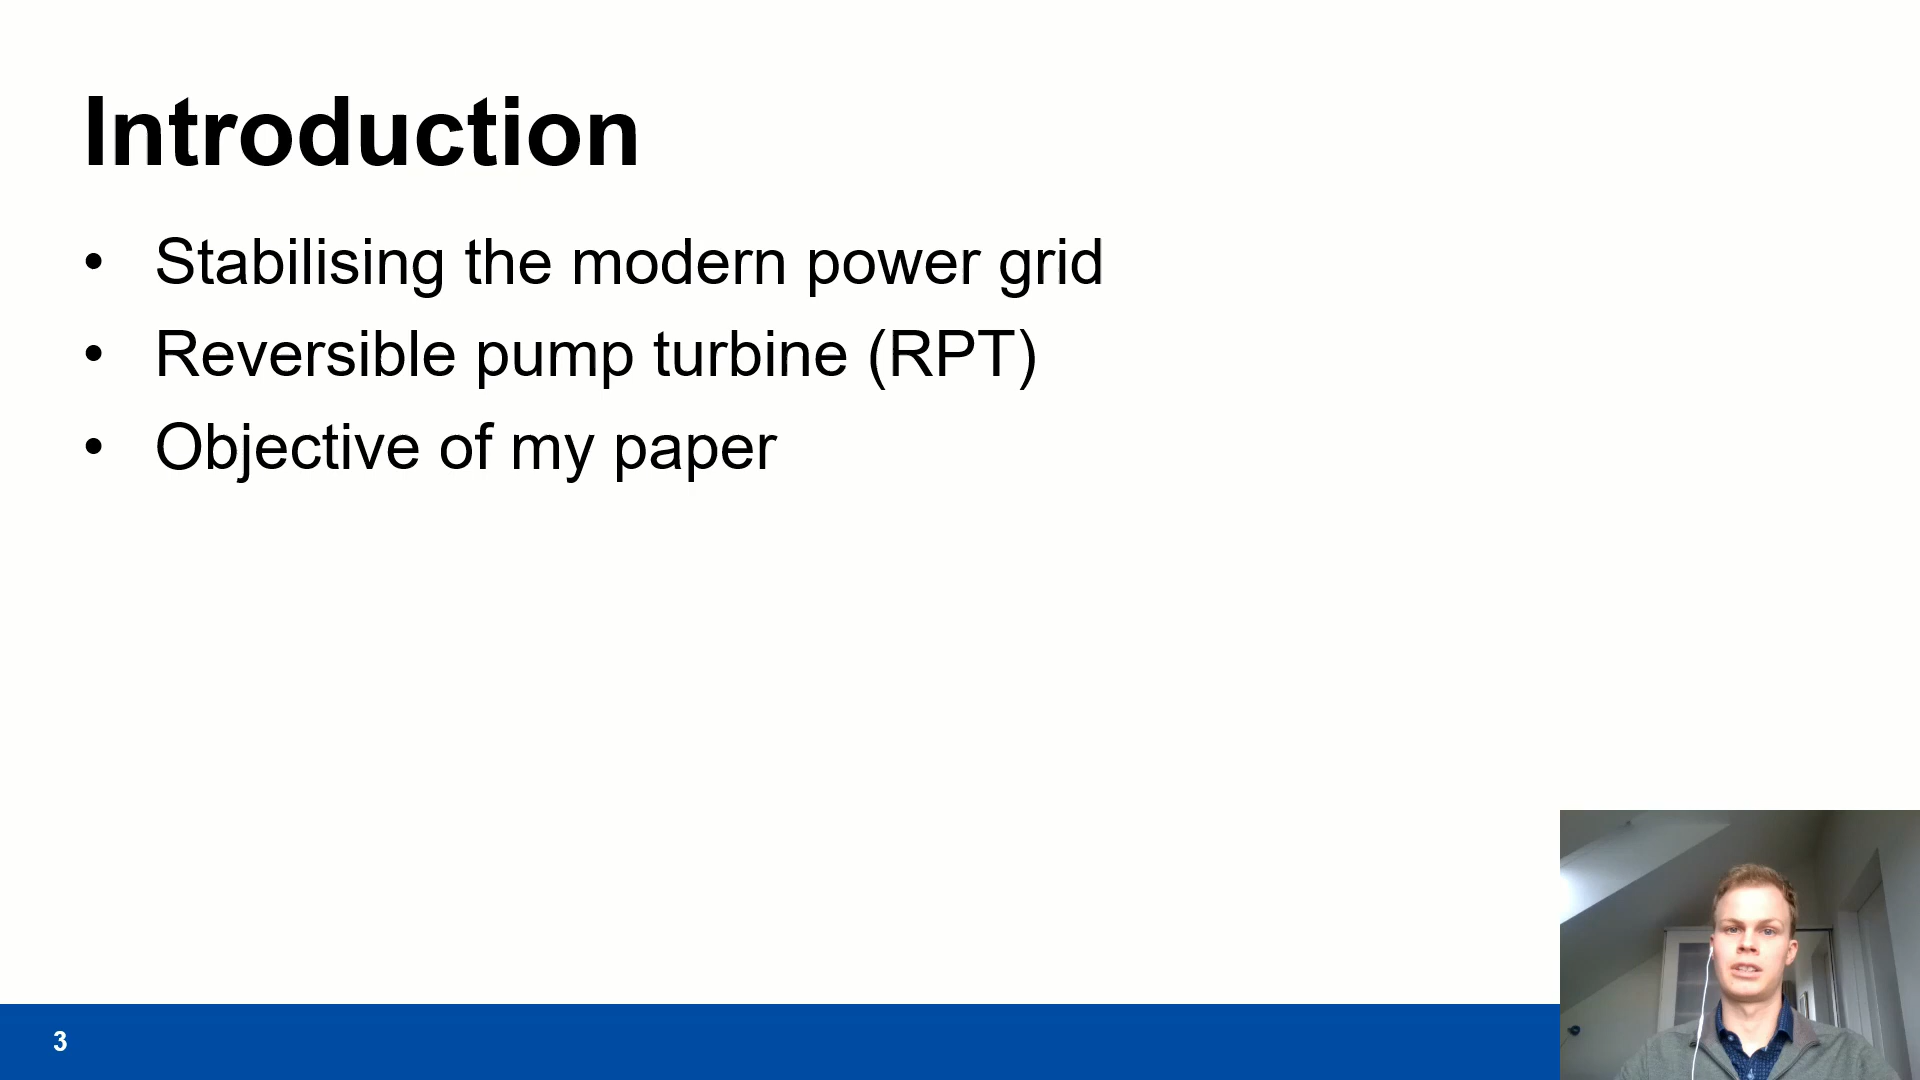 Introduction
• Stabilising the modern power grid
• Reversible pump turbine (RPT)
• Objective of my paper
3